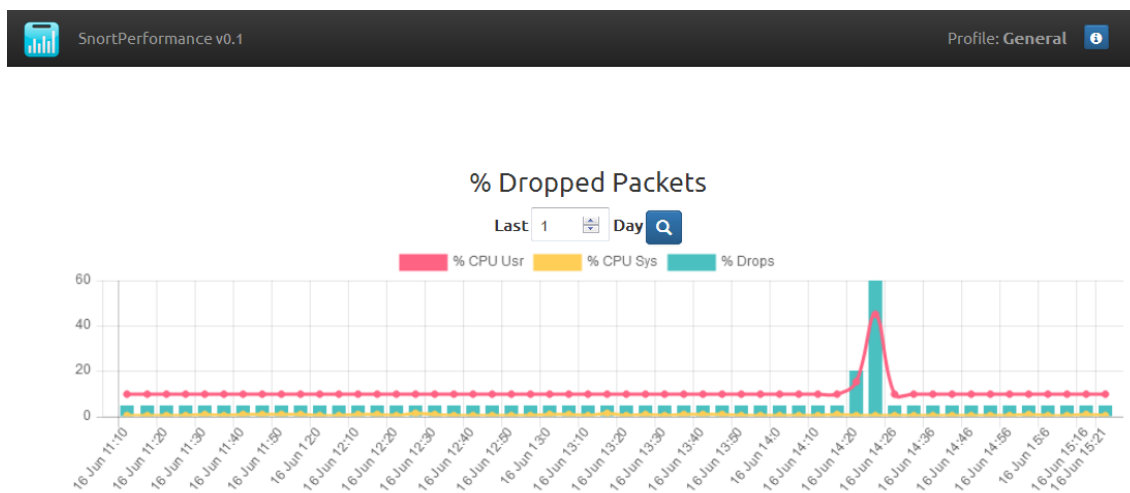 SnortPerformance v0.1
Profile: General
% Dropped Packets
Last 1 Day
% CPU Usr % CPU Sys % Drops
60
40
20
0
16 Jun 11:10 16 Jun 11:20 16 Jun 11:30 16 Jun 11:40 16 Jun 11:50 16 Jun 12:0 16 Jun 12:10 16 Jun 12:20 16 Jun 12:30 16 Jun 12:40 16 Jun 12:50 16 Jun 13:0 16 Jun 13:10 16 Jun 13:20 16 Jun 13:30 16 Jun 13:40 16 Jun 13:50 16 Jun 14:0 16 Jun 14:10 16 Jun 14:20 16 Jun 14:26 16 Jun 14:36 16 Jun 14:46 16 Jun 14:56 16 Jun 15:6 16 Jun 15:16 16 Jun 15:21